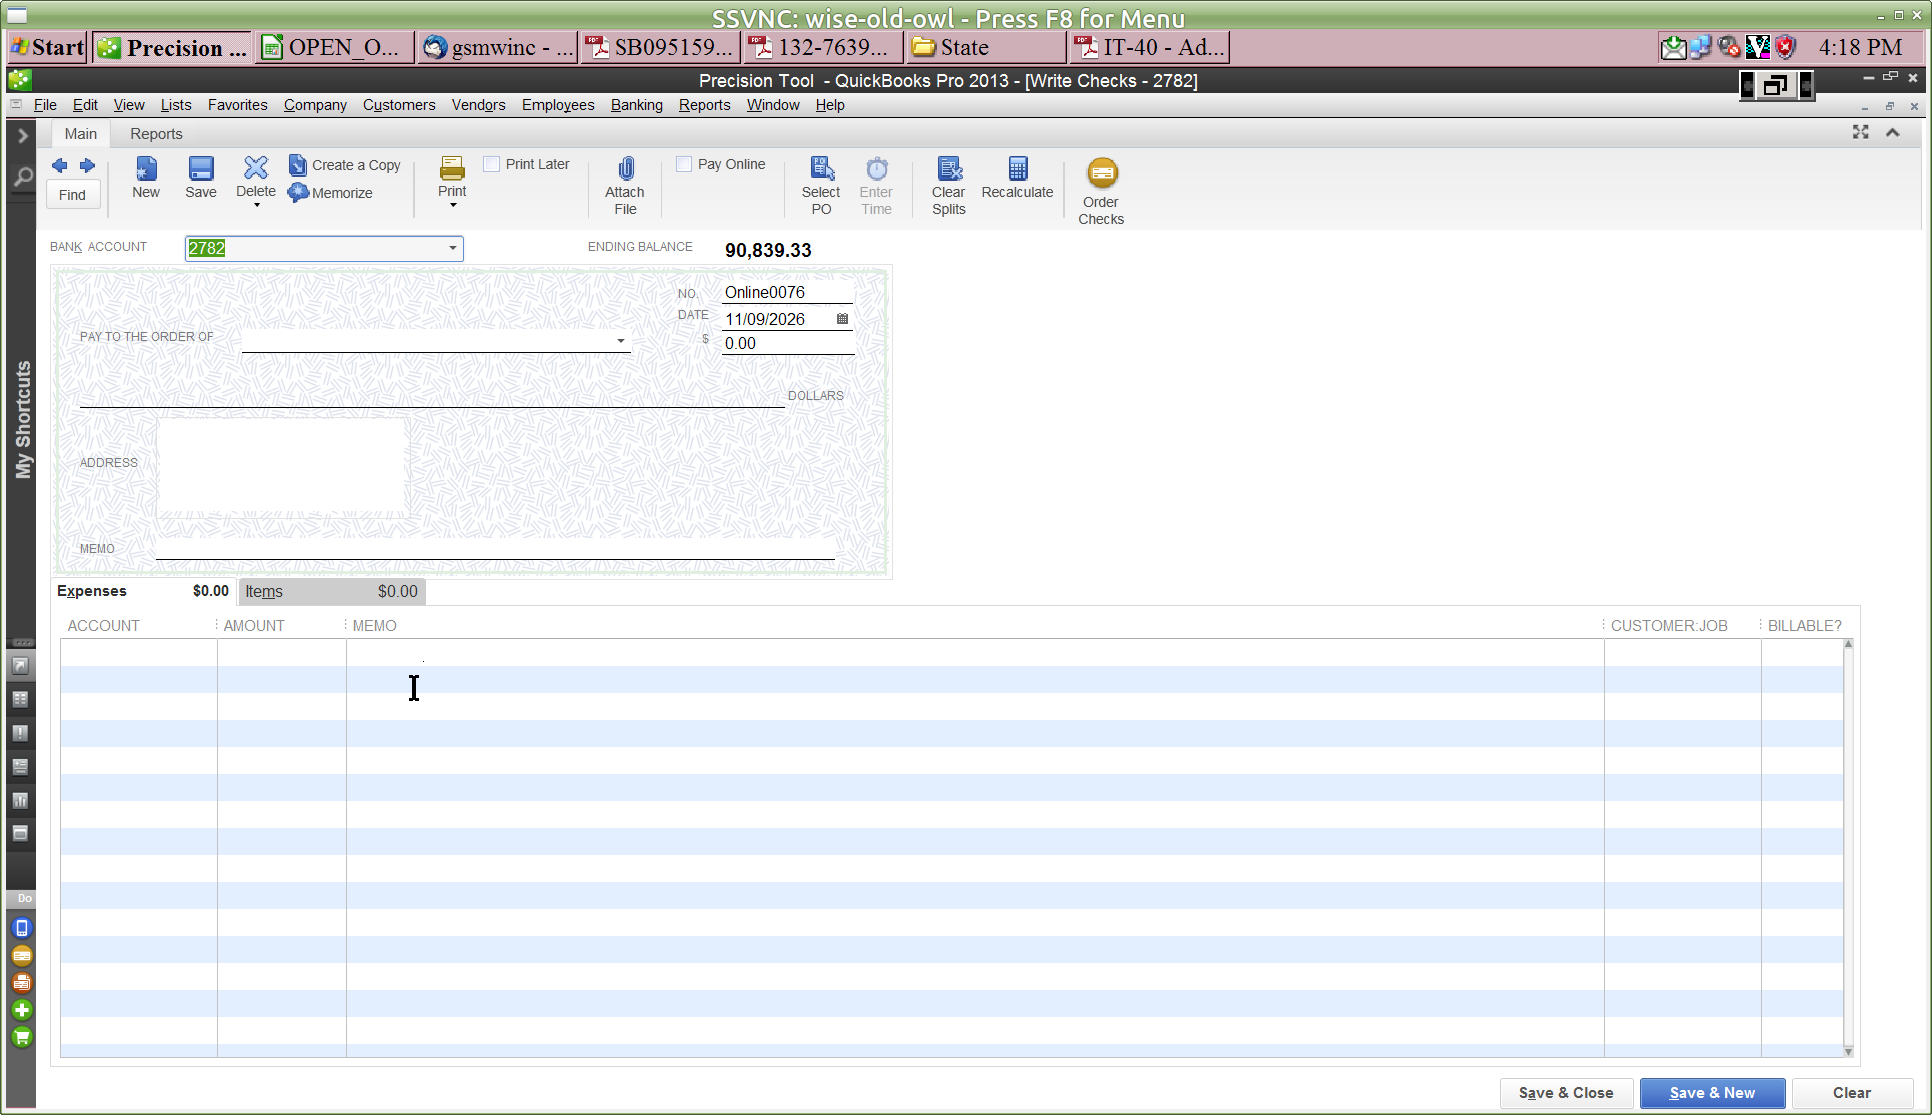 SSVNC: wise-old-owl - Press F8 for Menu
Start Precision ... OPEN_O... gsmwinc - ... SB095159... 132-7639... State IT-40 - Ad... 4:18 PM
Precision Tool - QuickBooks Pro 2013 - [Write Checks - 2782]
File Edit View Lists Favorites Company Customers Vendors Employees Banking Reports Window Help
Main Reports
Find
New
Save
Delete
Create a Copy
Memorize
Print
Print Later
Attach File
Pay Online
Select PO
Enter Time
Clear Splits
Recalculate
Order Checks
My Shortcuts
Do
BANK ACCOUNT 2782 ENDING BALANCE 90,839.33
NO. Online0076
DATE 11/09/2026
PAY TO THE ORDER OF $ 0.00
DOLLARS
ADDRESS
MEMO
Expenses $0.00 Items $0.00
ACCOUNT AMOUNT MEMO CUSTOMER:JOB BILLABLE?
Save & Close Save & New Clear